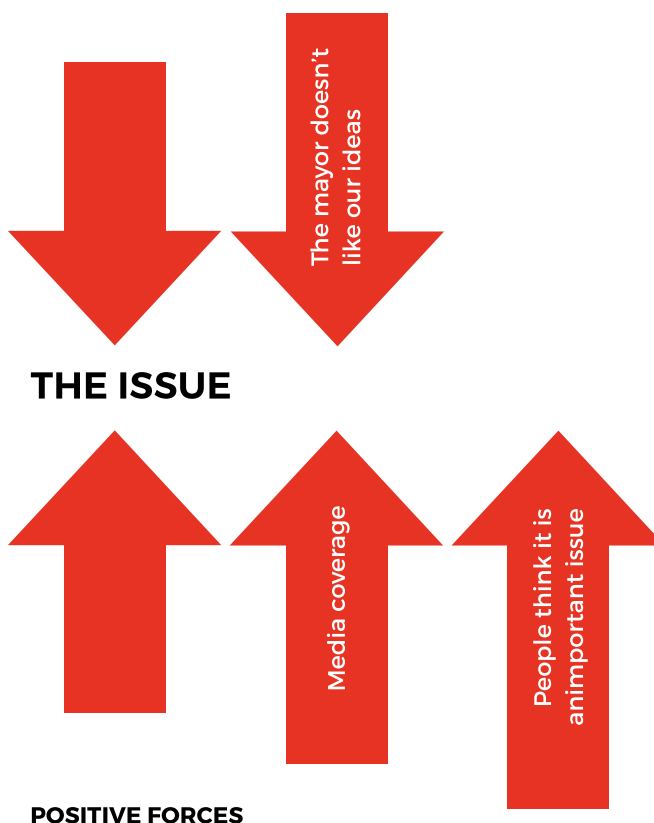 The mayor doesn’t
like our ideas
THE ISSUE
Media coverage
People think it is
animportant issue
POSITIVE FORCES